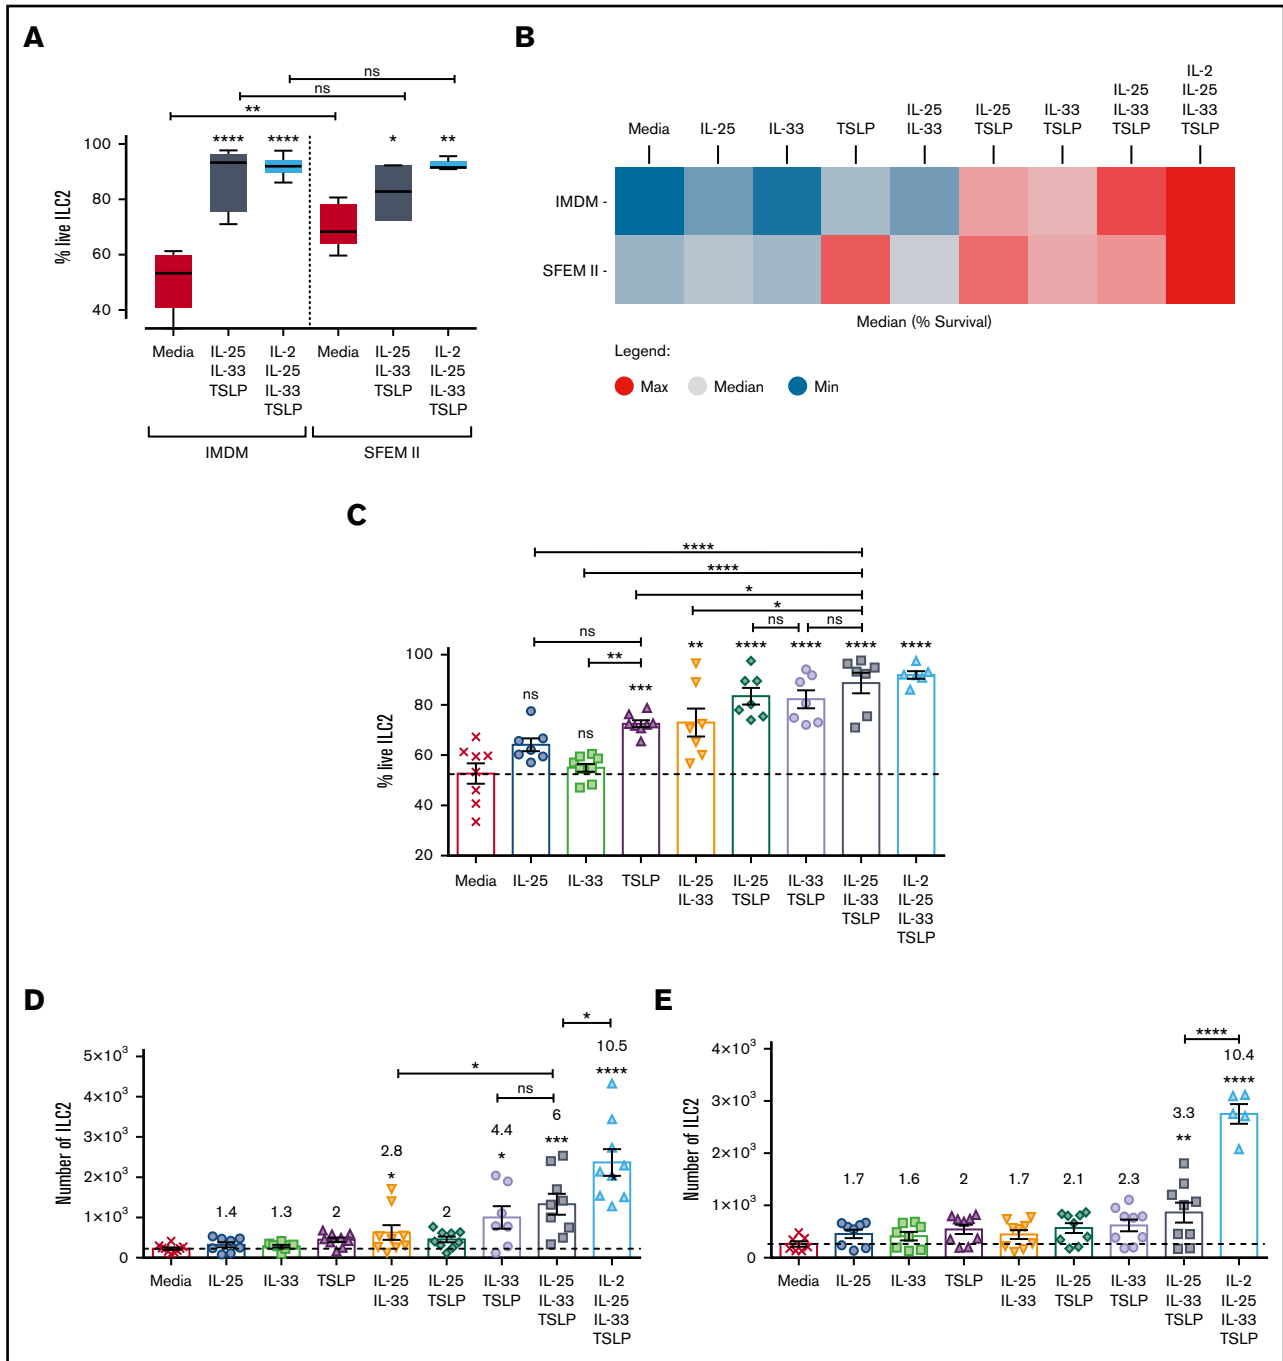 A
ns
ns
**
**** **** * **
% live ILC2
100
80
60
40
Media IL-25 IL-2 Media IL-25 IL-2
IL-33 IL-25 IL-33 IL-25
TSLP IL-33 TSLP IL-33
TSLP TSLP
IMDM SFEM II
B
IL-2
IL-25 IL-25
IL-25 IL-25 IL-33 IL-33 IL-33
Media IL-25 IL-33 TSLP IL-33 TSLP TSLP TSLP TSLP
IMDM -
SFEM II -
Median (% Survival)
Legend:
Max Median Min
C
****
****
*
*
ns ns
ns
**
** **** **** **** ****
ns
***
ns
% live ILC2
100
80
60
40
20
Media IL-25 IL-33 TSLP IL-25 IL-25 IL-33 IL-25 IL-2
IL-33 TSLP TSLP IL-33 IL-25
TSLP IL-33
TSLP
D
*
10.5
****
*
ns
6
***
4.4
*
2.8
*
1.4 1.3 2 2
Number of ILC2
5×10³
4×10³
3×10³
2×10³
1×10³
0
Media IL-25 IL-33 TSLP IL-25 IL-25 IL-33 IL-25 IL-2
IL-33 TSLP TSLP IL-33 IL-25
TSLP IL-33
TSLP
E
****
10.4
****
3.3
**
1.7 1.6 2 1.7 2.1 2.3
Number of ILC2
4×10³
3×10³
2×10³
1×10³
0
Media IL-25 IL-33 TSLP IL-25 IL-25 IL-33 IL-25 IL-2
IL-33 TSLP TSLP IL-33 IL-25
TSLP IL-33
TSLP